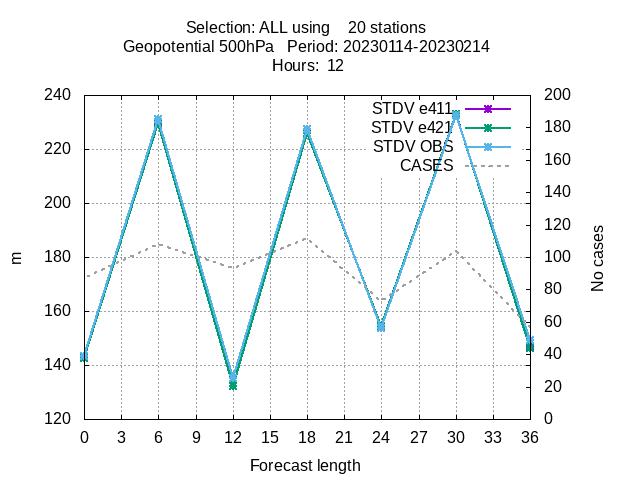 Selection: ALL using 20 stations
Geopotential 500hPa Period: 20230114-20230214
Hours: 12
240 200
STDV e411
180
STDV e421
220 160
STDV OBS
CASES
140
200 120
m 180 100 No cases
80
160 60
140 40
20
120 0
0 3 6 9 12 15 18 21 24 27 30 33 36
Forecast length